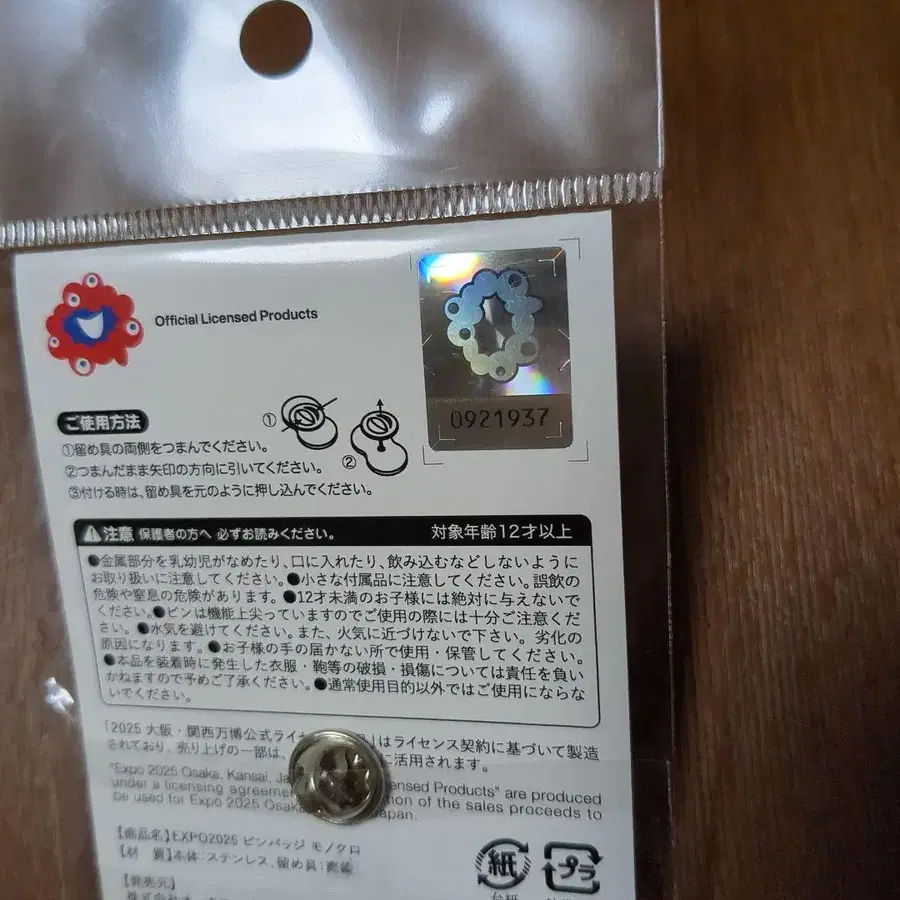 Official Licensed Products
0921937
ご使用方法
①留め具の両側をつまんでください。
②つまんだまま矢印の方向に引いてください。
③付ける時は、留め具を元のように押し込んでください。
①
②
注意 保護者の方へ 必ずお読みください。 対象年齢12才以上
●金属部分を乳幼児がなめたり、口に入れたり、飲み込むなどしないように
お取り扱いに注意してください。●小さな付属品に注意してください。誤飲の
危険や窒息の危険があります。●12才未満のお子様には絶対に与えないで
ください。●ピンは機能上尖っていますのでご使用の際には十分ご注意くだ
さい。●水気を避けてください。また、火気に近づけないで下さい。劣化の
原因になります。●お子様の手の届かない所で使用・保管してください。
●本品を装着時に発生した衣服・鞄等の破損・損傷については責任を負い
かねますので予めご了承ください。●通常使用目的以外ではご使用にならな
いでください。
「2025 大阪・関西万博公式ライセ 」はライセンス契約に基づいて製造
されており、売り上げの一部は、 に活用されます。
"Expo 2025 Osaka, Kansai, Ja ensed Products" are produced
under a licensing agreeme tion of the sales proceeds to
be used for Expo 2025 Osak Japan.
【商品名】EXPO2025 ピンバッジ モノクロ
【材 質】本体:ステンレス、留め具:真鍮
紙 プラ
【発売元】
株式会社